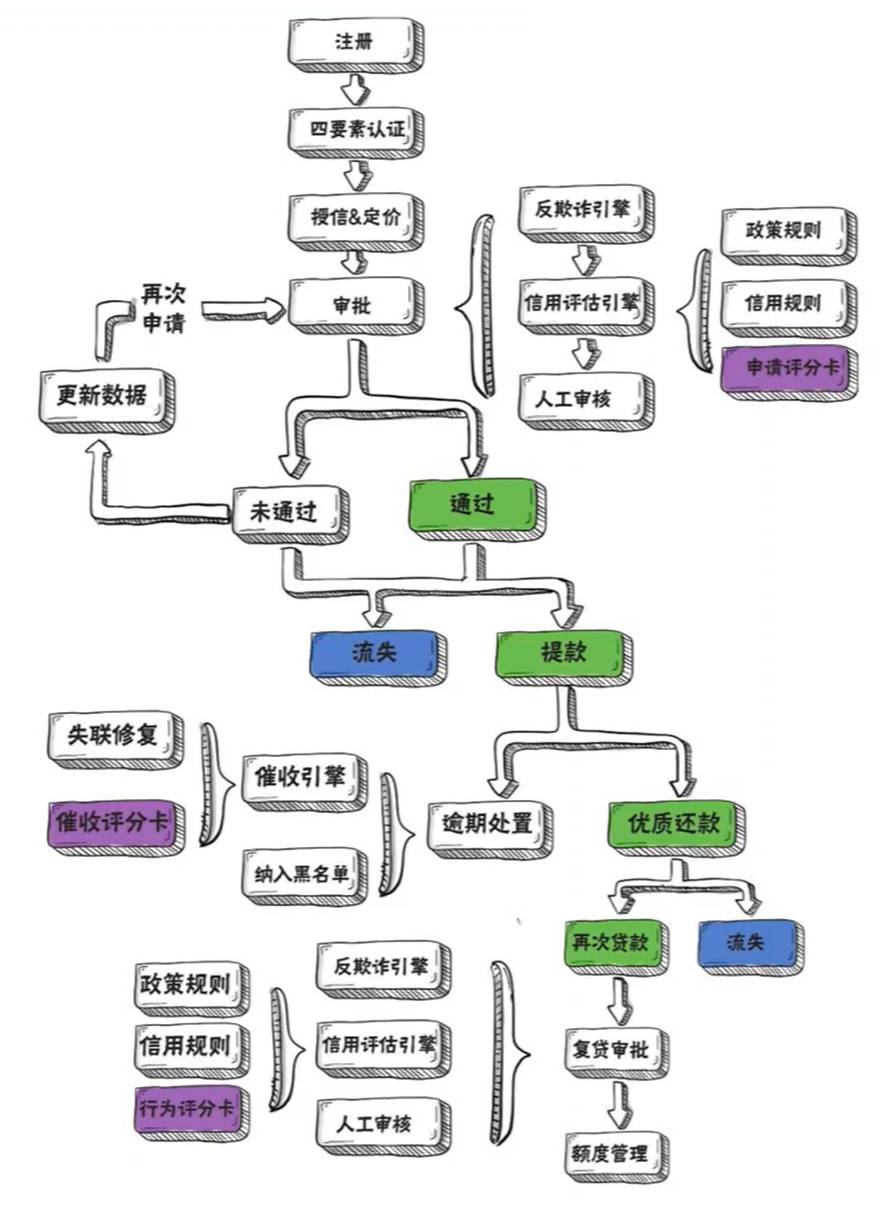 注册
四要素认证
授信&定价
审批
反欺诈引擎
信用评估引擎
人工审核
政策规则
信用规则
申请评分卡
再次
申请
更新数据
未通过
通过
流失
提款
失联修复
催收评分卡
催收引擎
纳入黑名单
逾期处置
优质还款
再次贷款
流失
政策规则
信用规则
行为评分卡
反欺诈引擎
信用评估引擎
人工审核
复贷审批
额度管理